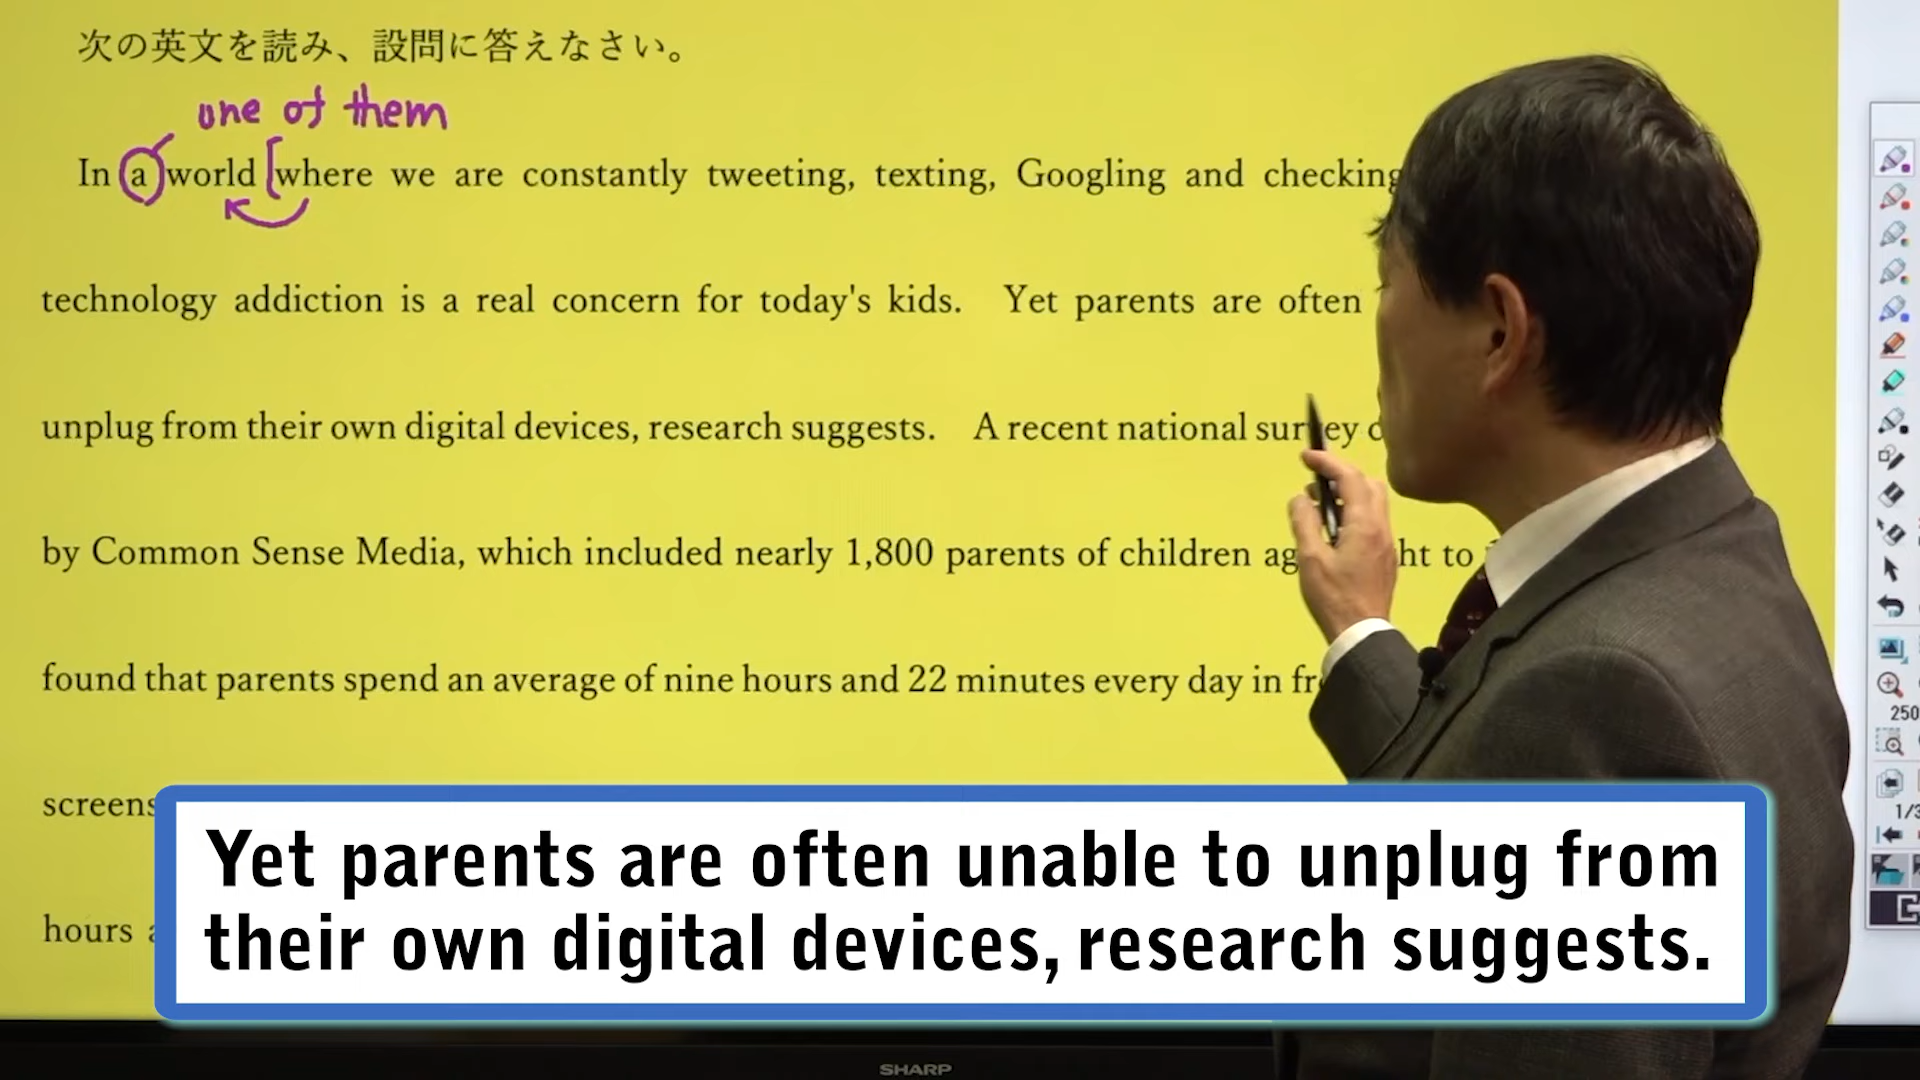 次の英文を読み、設問に答えなさい。
one of them
In a world where we are constantly tweeting, texting, Googling and checking
technology addiction is a real concern for today's kids. Yet parents are often
unplug from their own digital devices, research suggests. A recent national survey
by Common Sense Media, which included nearly 1,800 parents of children to
found that parents spend an average of nine hours and 22 minutes every day in
screens
hours
Yet parents are often unable to unplug from
their own digital devices, research suggests.
250
SHARP